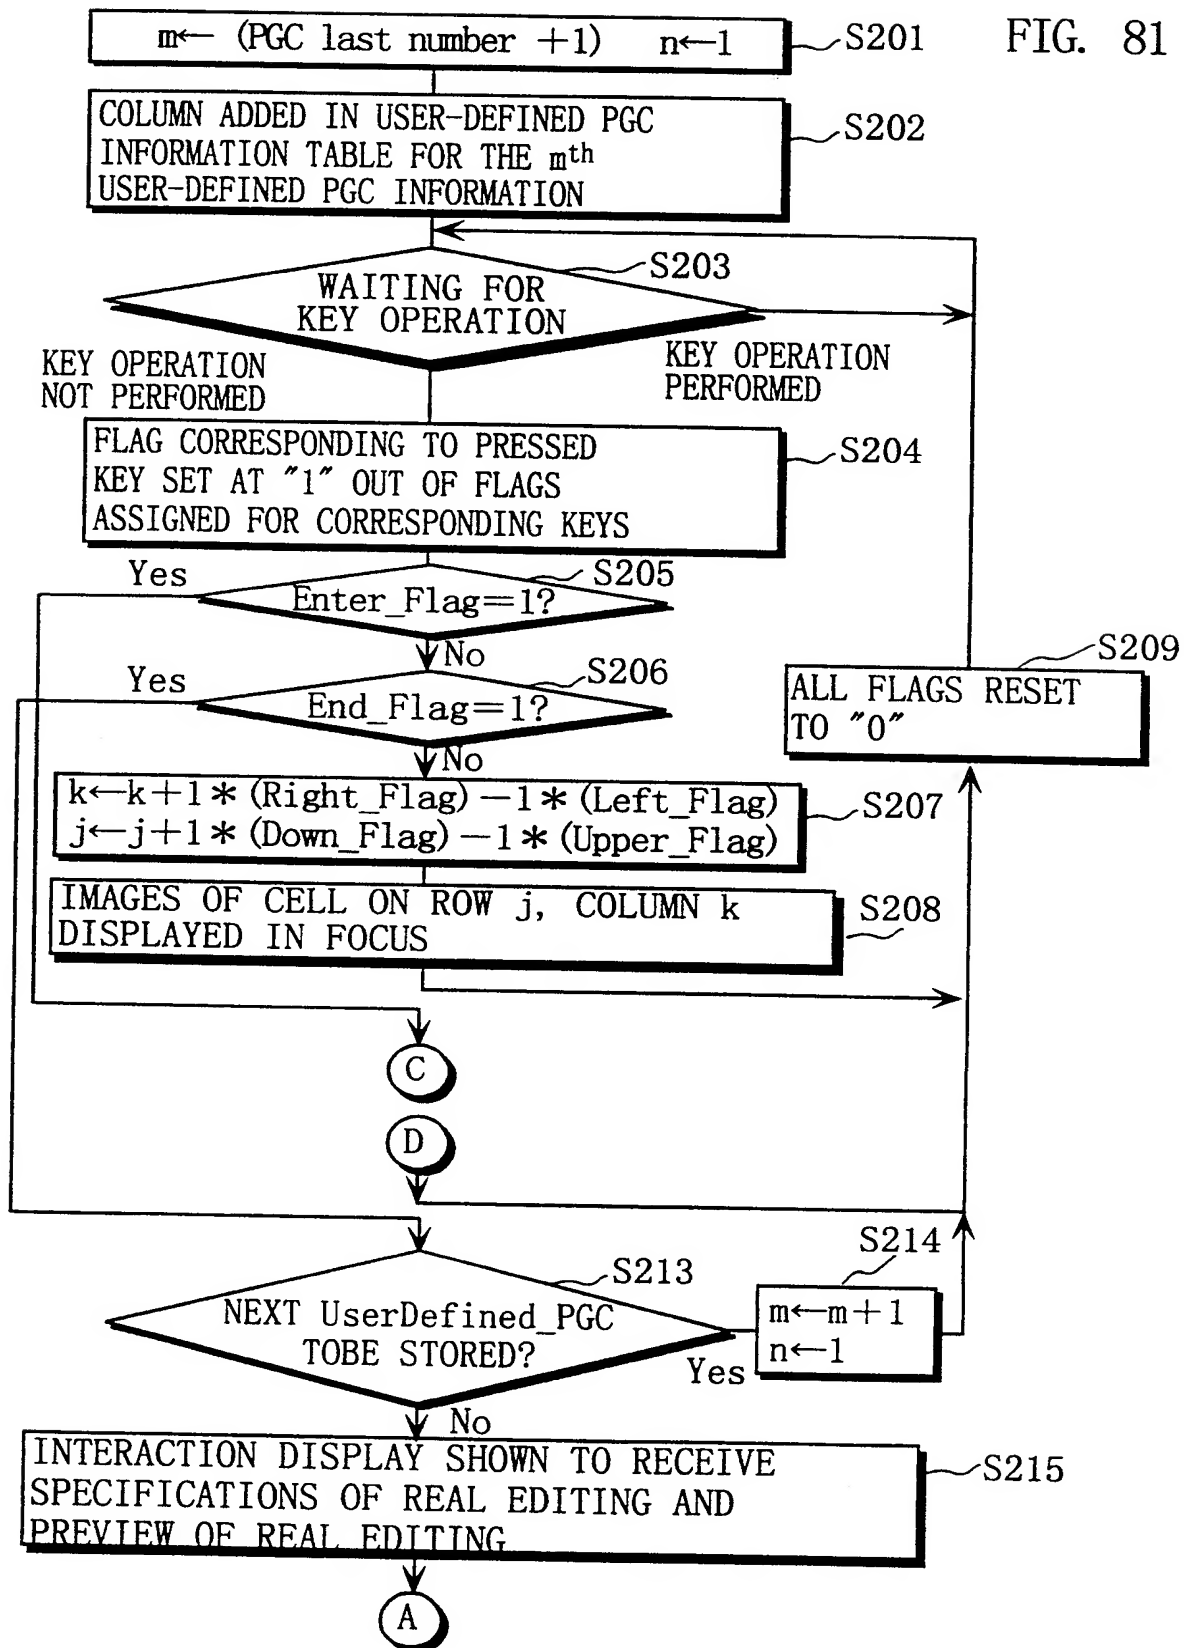 m← (PGC last number +1)  n←1
S201
FIG. 81
COLUMN ADDED IN USER-DEFINED PGC
INFORMATION TABLE FOR THE mth
USER-DEFINED PGC INFORMATION
S202
S203
WAITING FOR
KEY OPERATION
KEY OPERATION
NOT PERFORMED
KEY OPERATION
PERFORMED
FLAG CORRESPONDING TO PRESSED
KEY SET AT "1" OUT OF FLAGS
ASSIGNED FOR CORRESPONDING KEYS
S204
Yes
S205
Enter_Flag=1?
No
Yes
S206
End_Flag=1?
No
S209
ALL FLAGS RESET
TO "0"
k←k+1*(Right_Flag)-1*(Left_Flag)
j←j+1*(Down_Flag)-1*(Upper_Flag)
S207
IMAGES OF CELL ON ROW j, COLUMN k
DISPLAYED IN FOCUS
S208
C
D
S213
NEXT UserDefined_PGC
TOBE STORED?
Yes
S214
m←m+1
n←1
No
INTERACTION DISPLAY SHOWN TO RECEIVE
SPECIFICATIONS OF REAL EDITING AND
PREVIEW OF REAL EDITING
S215
A